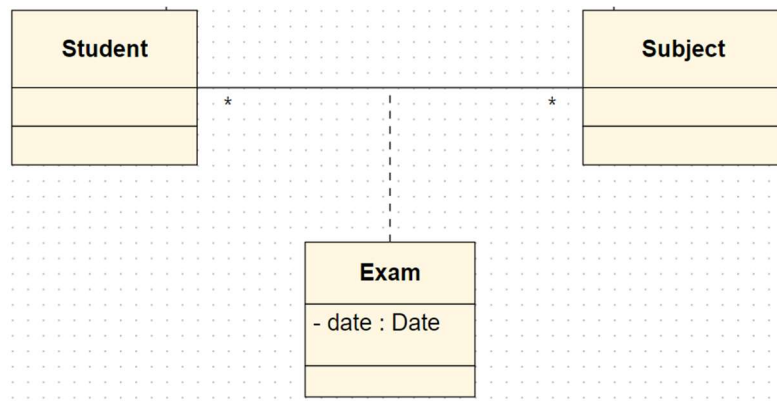 Student
Subject
*
*
Exam
- date : Date